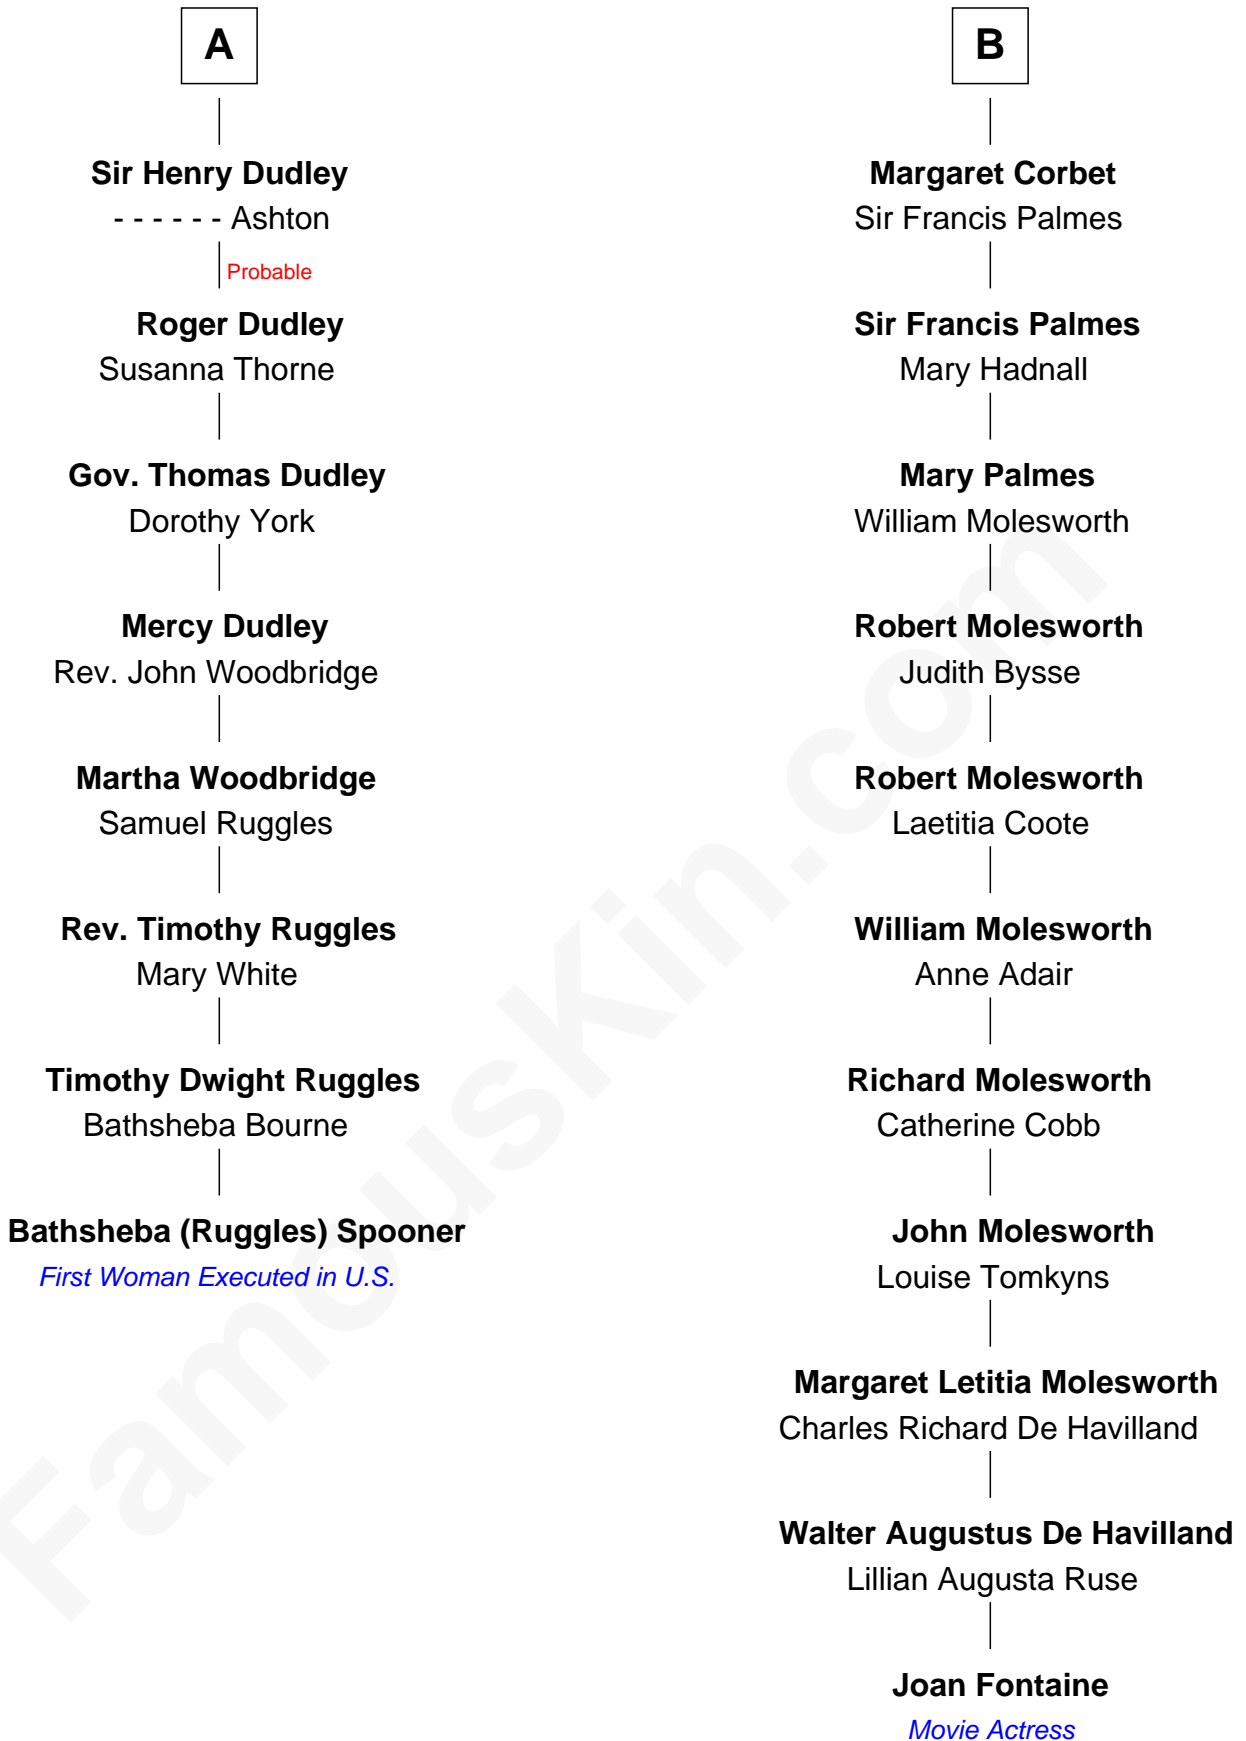 A
Sir Henry Dudley
- - - - - - Ashton
Probable
Roger Dudley
Susanna Thorne
Gov. Thomas Dudley
Dorothy York
Mercy Dudley
Rev. John Woodbridge
Martha Woodbridge
Samuel Ruggles
Rev. Timothy Ruggles
Mary White
Timothy Dwight Ruggles
Bathsheba Bourne
Bathsheba (Ruggles) Spooner
First Woman Executed in U.S.
B
Margaret Corbet
Sir Francis Palmes
Sir Francis Palmes
Mary Hadnall
Mary Palmes
William Molesworth
Robert Molesworth
Judith Bysse
Robert Molesworth
Laetitia Coote
William Molesworth
Anne Adair
Richard Molesworth
Catherine Cobb
John Molesworth
Louise Tomkyns
Margaret Letitia Molesworth
Charles Richard De Havilland
Walter Augustus De Havilland
Lillian Augusta Ruse
Joan Fontaine
Movie Actress
FamousKin.com